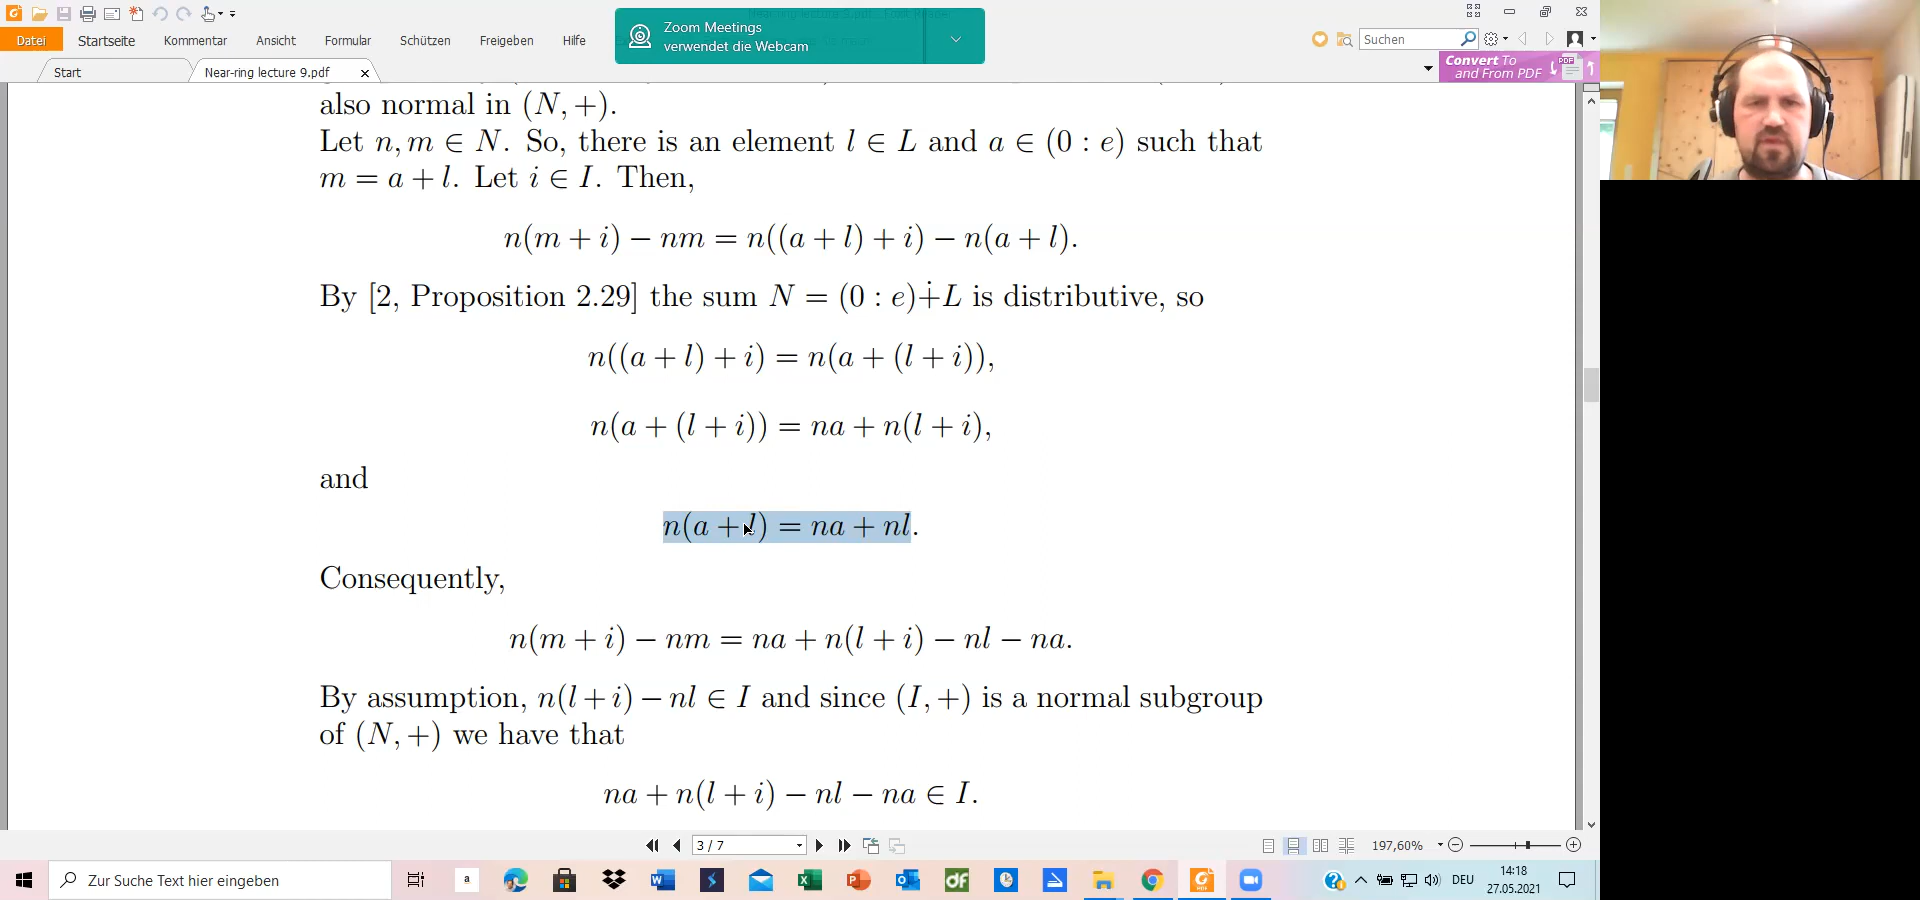 Zoom Meetings
verwendet die Webcam
Datei Startseite Kommentar Ansicht Formular Schützen Freigeben Hilfe Suchen
Start Near-ring lecture 9.pdf
Convert To
and From PDF
PDF
also normal in (N, +).
Let n, m ∈ N. So, there is an element l ∈ L and a ∈ (0 : e) such that
m = a + l. Let i ∈ I. Then,
n(m + i) − nm = n((a + l) + i) − n(a + l).
By [2, Proposition 2.29] the sum N = (0 : e)∔L is distributive, so
n((a + l) + i) = n(a + (l + i)),
n(a + (l + i)) = na + n(l + i),
and
n(a + l) = na + nl.
Consequently,
n(m + i) − nm = na + n(l + i) − nl − na.
By assumption, n(l + i) − nl ∈ I and since (I, +) is a normal subgroup
of (N, +) we have that
na + n(l + i) − nl − na ∈ I.
3 / 7 197,60%
Zur Suche Text hier eingeben
DEU
14:18
27.05.2021